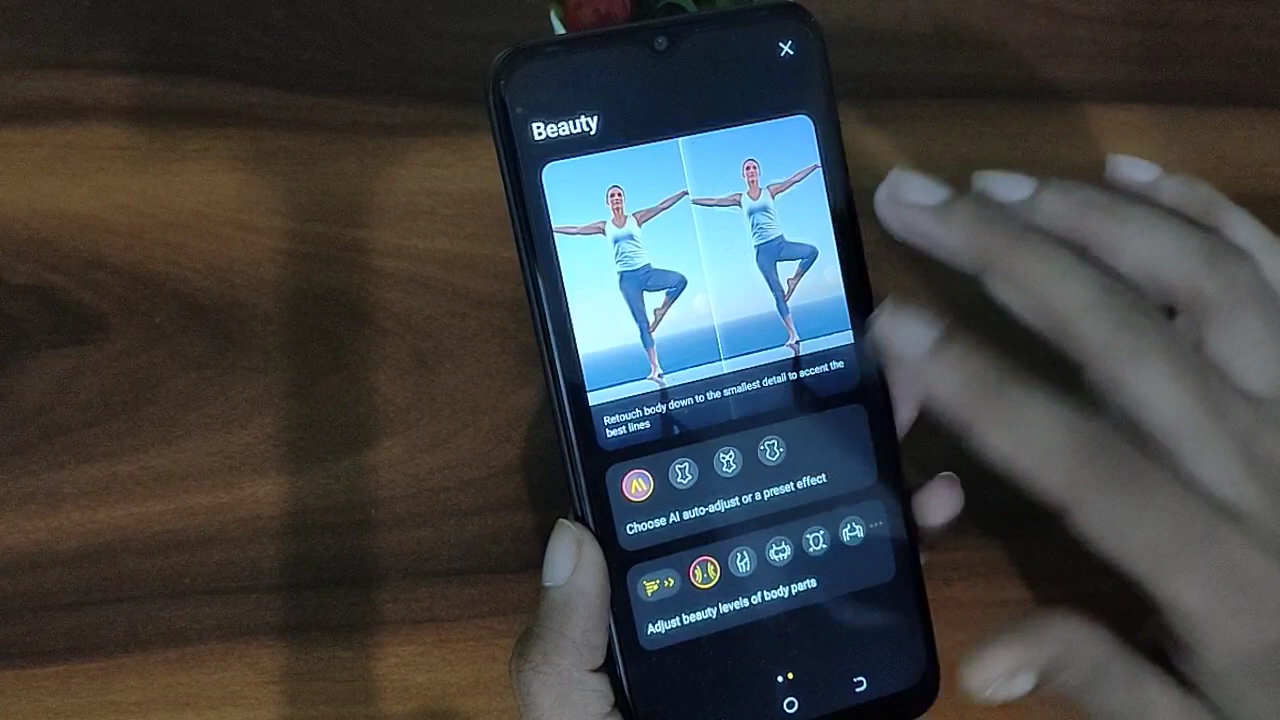 Beauty
Retouch body down to the smallest detail to accent the
best lines
Choose AI auto-adjust or a preset effect
Adjust beauty levels of body parts